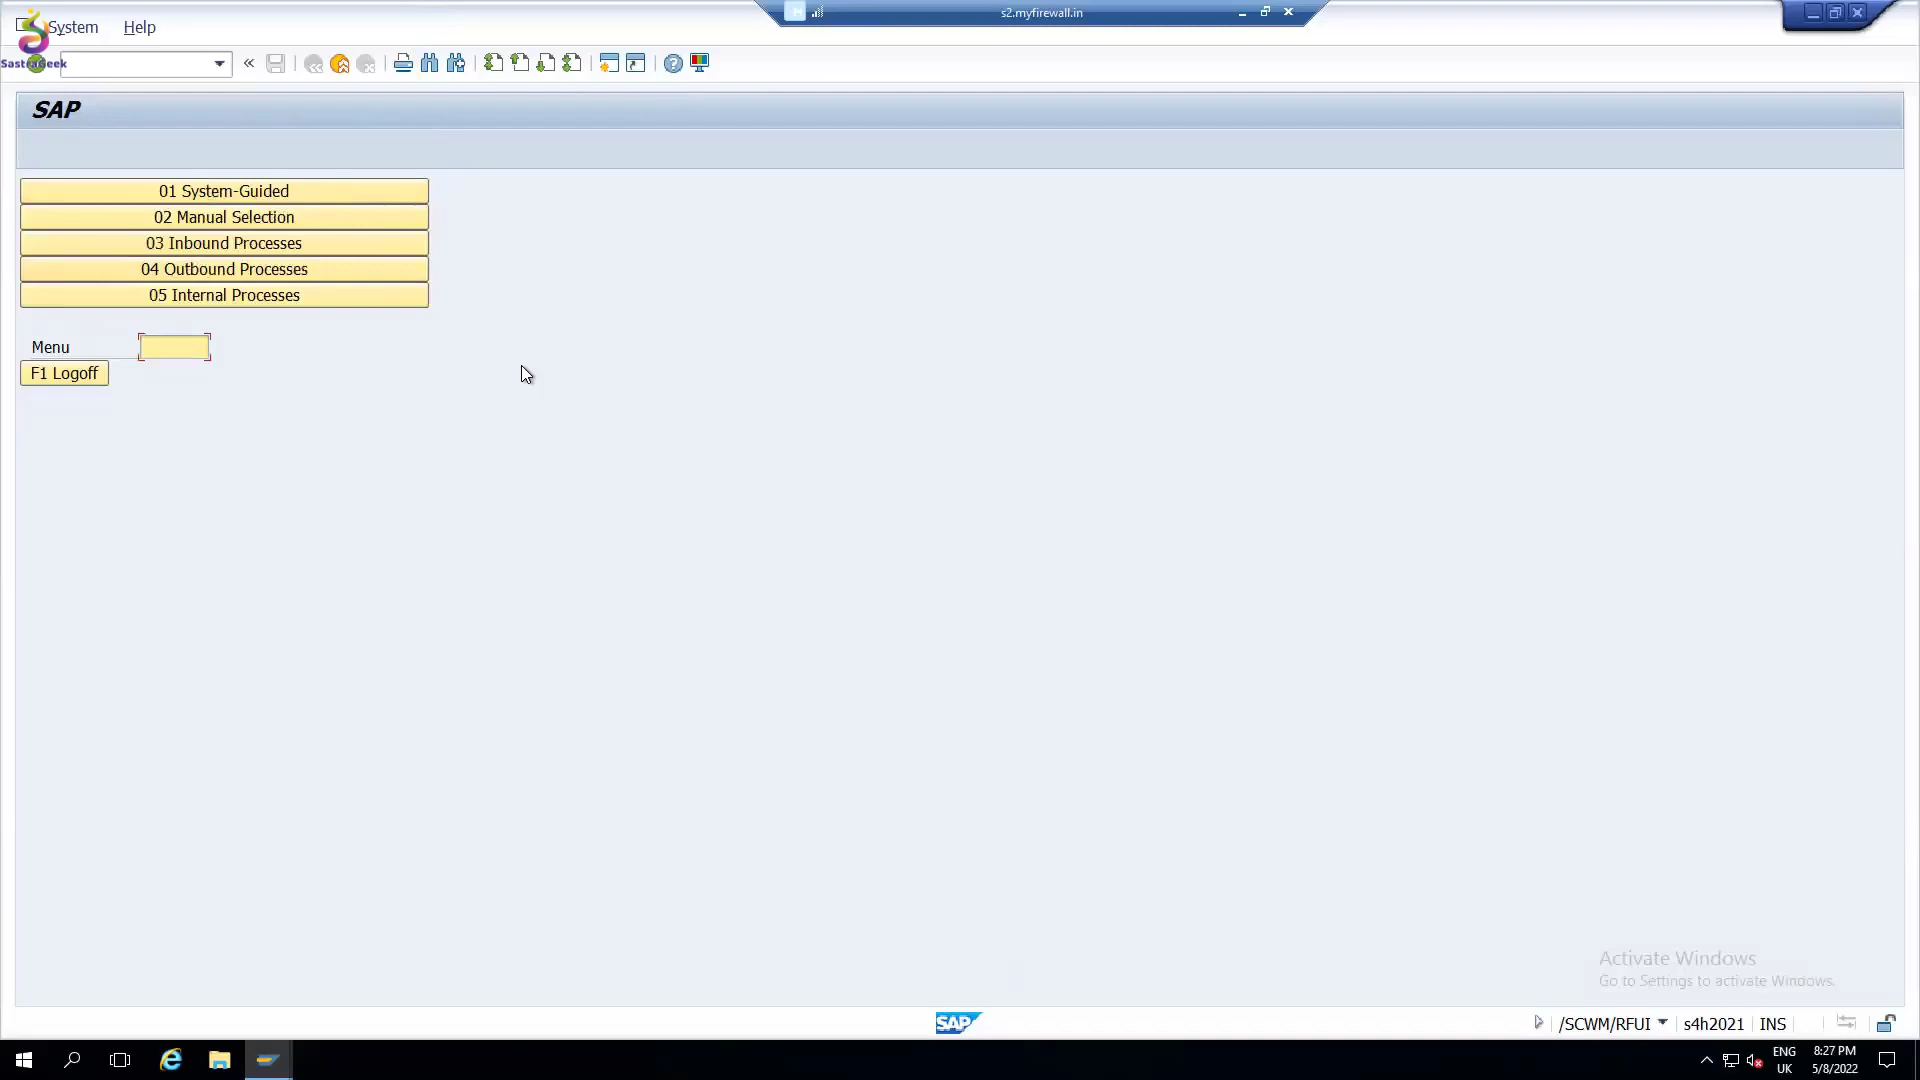 s2.myfirewall.in
System Help
SastraGeek
SAP
01 System-Guided
02 Manual Selection
03 Inbound Processes
04 Outbound Processes
05 Internal Processes
Menu
F1 Logoff
Activate Windows
Go to Settings to activate Windows.
SAP
/SCWM/RFUI s4h2021 INS
ENG 8:27 PM
UK 5/8/2022